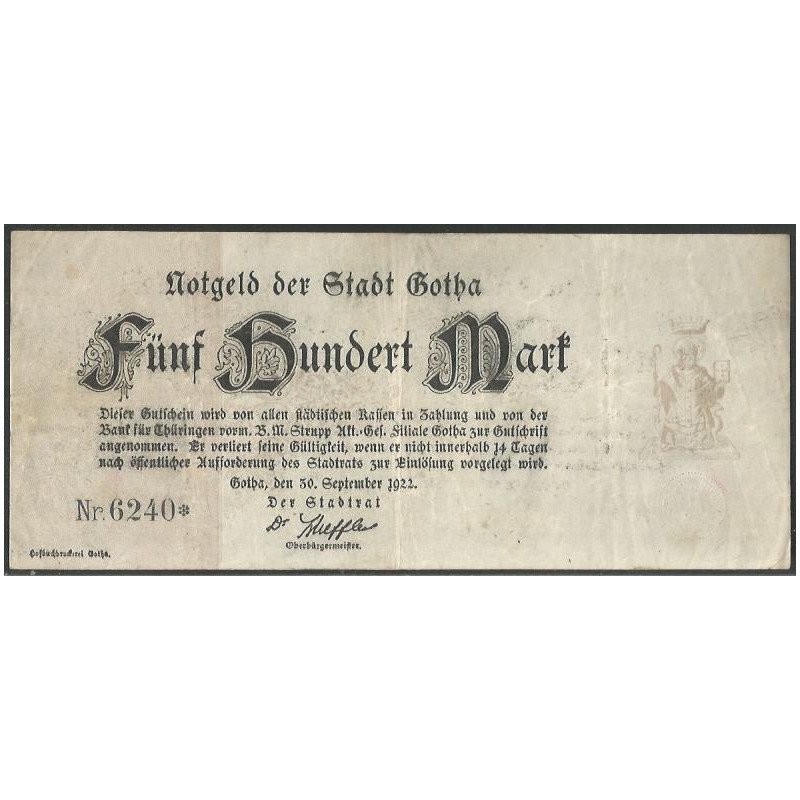 Notgeld der Stadt Gotha
Fünf Hundert Mark
Dieser Gutschein wird von allen städtischen Kassen in Zahlung und von der
Bank für Thüringen vorm. B. M. Strupp Akt.-Ges. Filiale Gotha zur Gutschrift
angenommen. Er verliert seine Gültigkeit, wenn er nicht innerhalb 14 Tagen
nach öffentlicher Aufforderung des Stadtrats zur Einlösung vorgelegt wird.
Gotha, den 30. September 1922.
Der Stadtrat
Nr. 6240*
Dr Scheffler
Oberbürgermeister.
Hofbuchdruckerei Gotha.